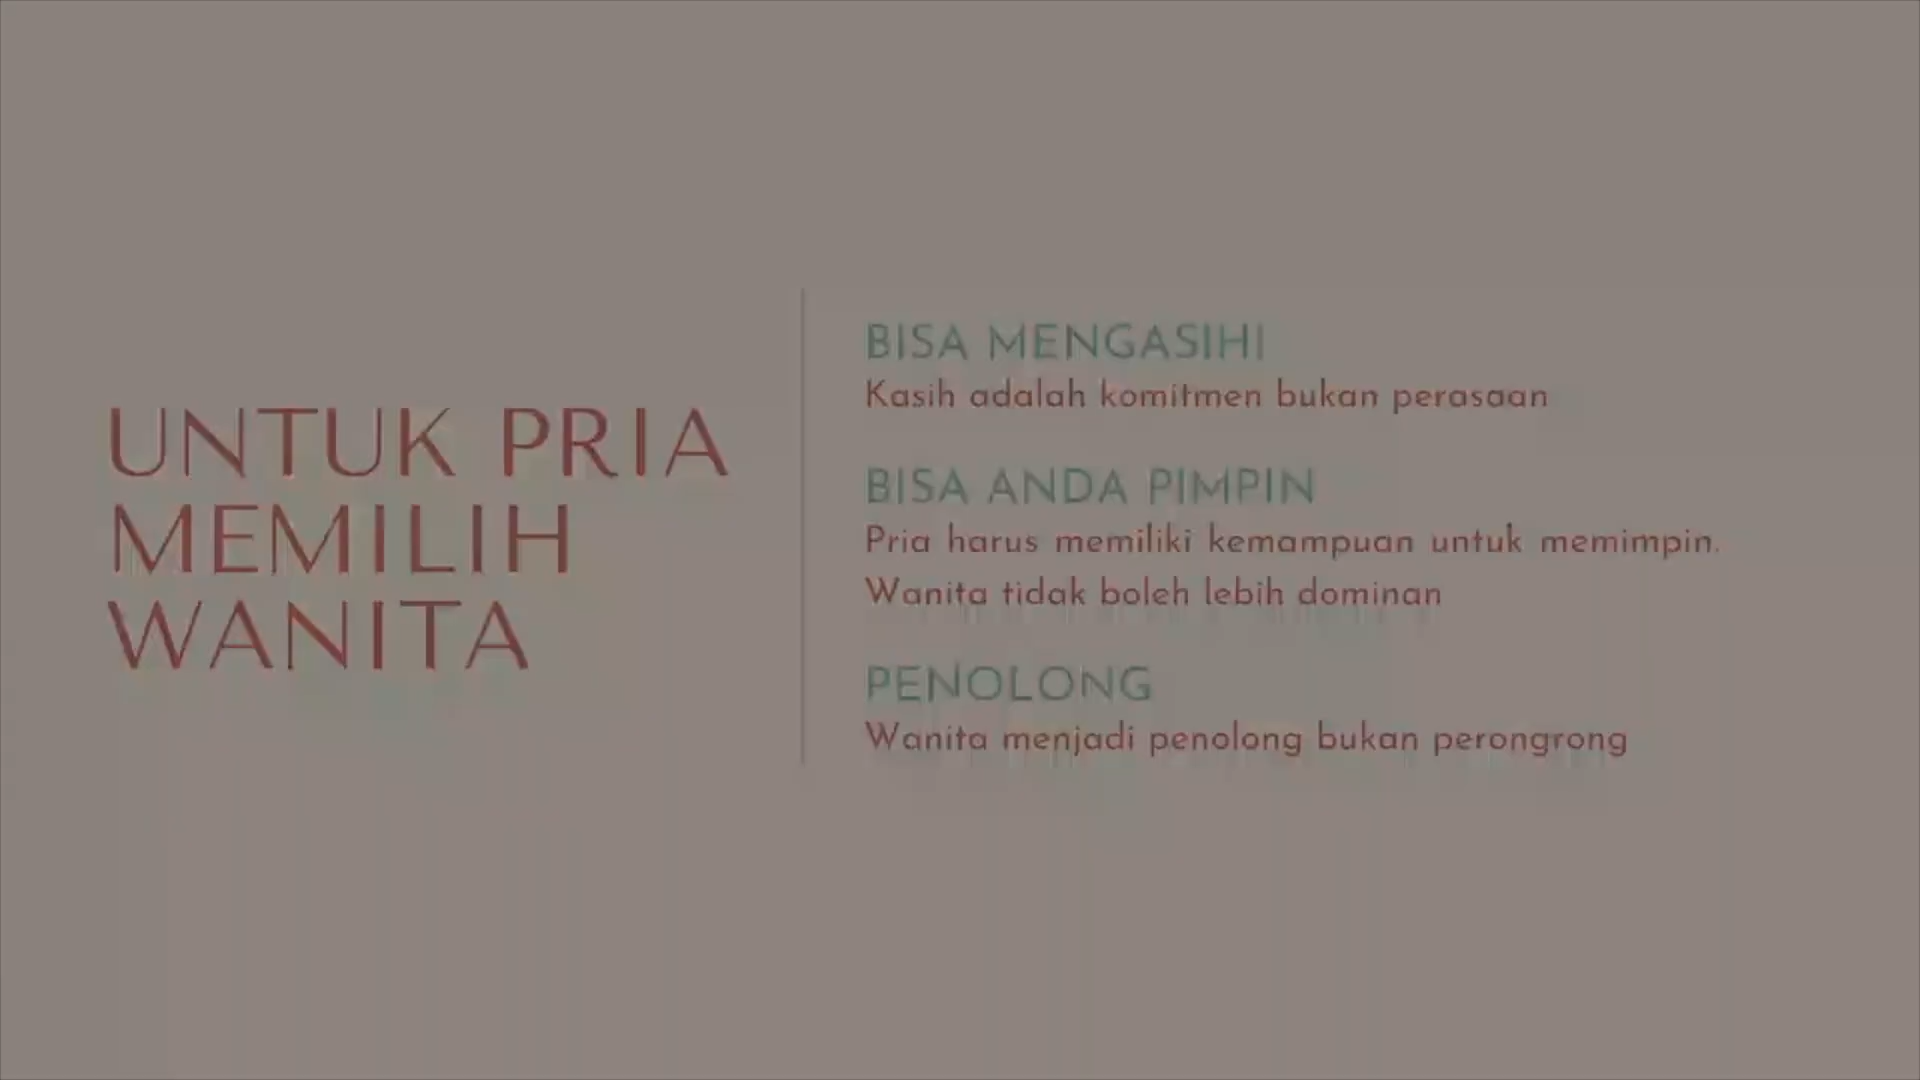 UNTUK PRIA
MEMILIH
WANITA
BISA MENGASIHI
Kasih adalah komitmen bukan perasaan
BISA ANDA PIMPIN
Pria harus memiliki kemampuan untuk memimpin.
Wanita tidak boleh lebih dominan
PENOLONG
Wanita menjadi penolong bukan perongrong